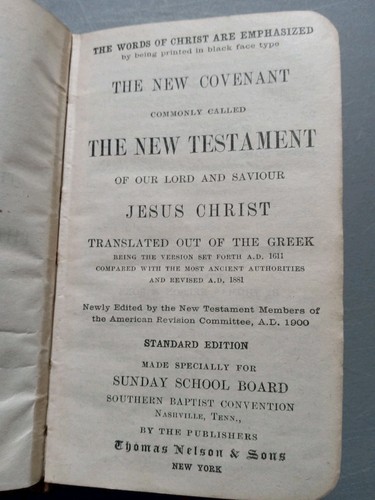 THE WORDS OF CHRIST ARE EMPHASIZED
by being printed in black face type
THE NEW COVENANT
COMMONLY CALLED
THE NEW TESTAMENT
OF OUR LORD AND SAVIOUR
JESUS CHRIST
TRANSLATED OUT OF THE GREEK
BEING THE VERSION SET FORTH A.D. 1611
COMPARED WITH THE MOST ANCIENT AUTHORITIES
AND REVISED A.D. 1881
Newly Edited by the New Testament Members of
the American Revision Committee, A.D. 1900
STANDARD EDITION
MADE SPECIALLY FOR
SUNDAY SCHOOL BOARD
SOUTHERN BAPTIST CONVENTION
NASHVILLE, TENN.,
BY THE PUBLISHERS
Thomas Nelson & Sons
NEW YORK